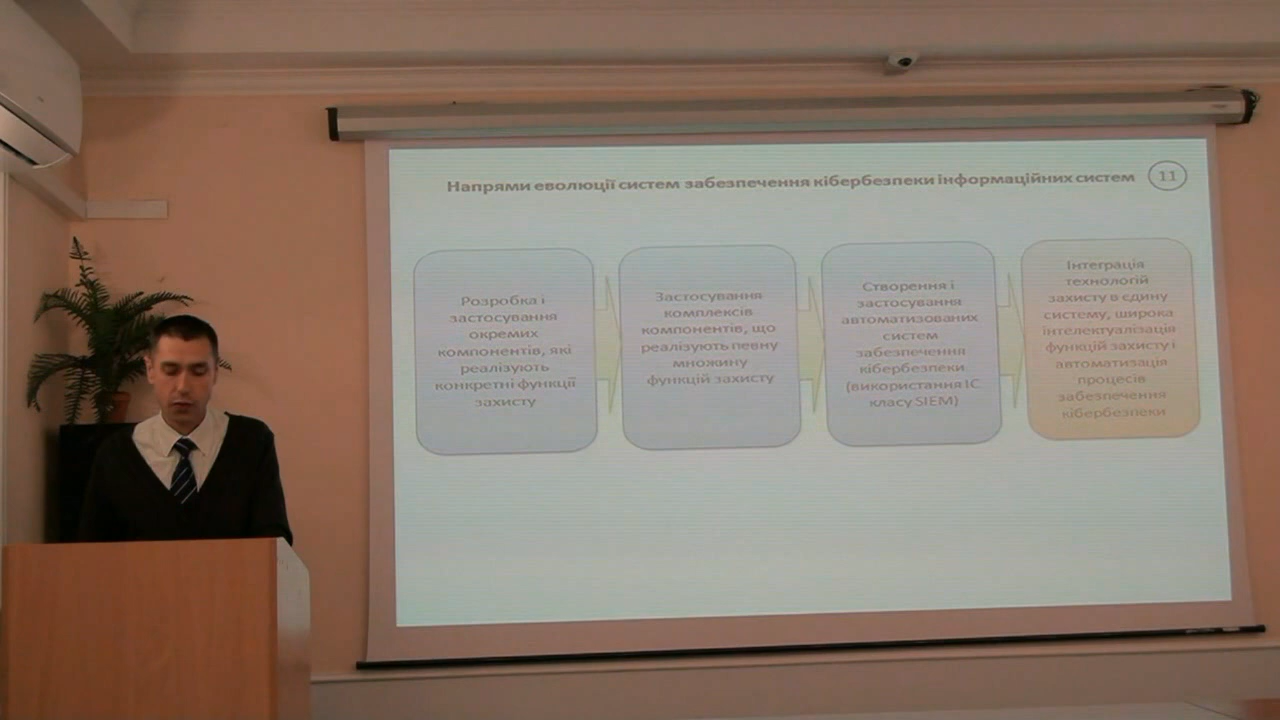 Напрями еволюції систем забезпечення кібербезпеки інформаційних систем
11
Розробка і
застосування
окремих
компонентів, які
реалізують
конкретні функції
захисту
Застосування
комплексів
компонентів, що
реалізують певну
множину
функцій захисту
Створення і
застосування
автоматизованих
систем
забезпечення
кібербезпеки
(використання ІС
класу SIEM)
Інтеграція
технологій
захисту в єдину
систему, широка
інтелектуалізація
функцій захисту і
автоматизація
процесів
забезпечення
кібербезпеки